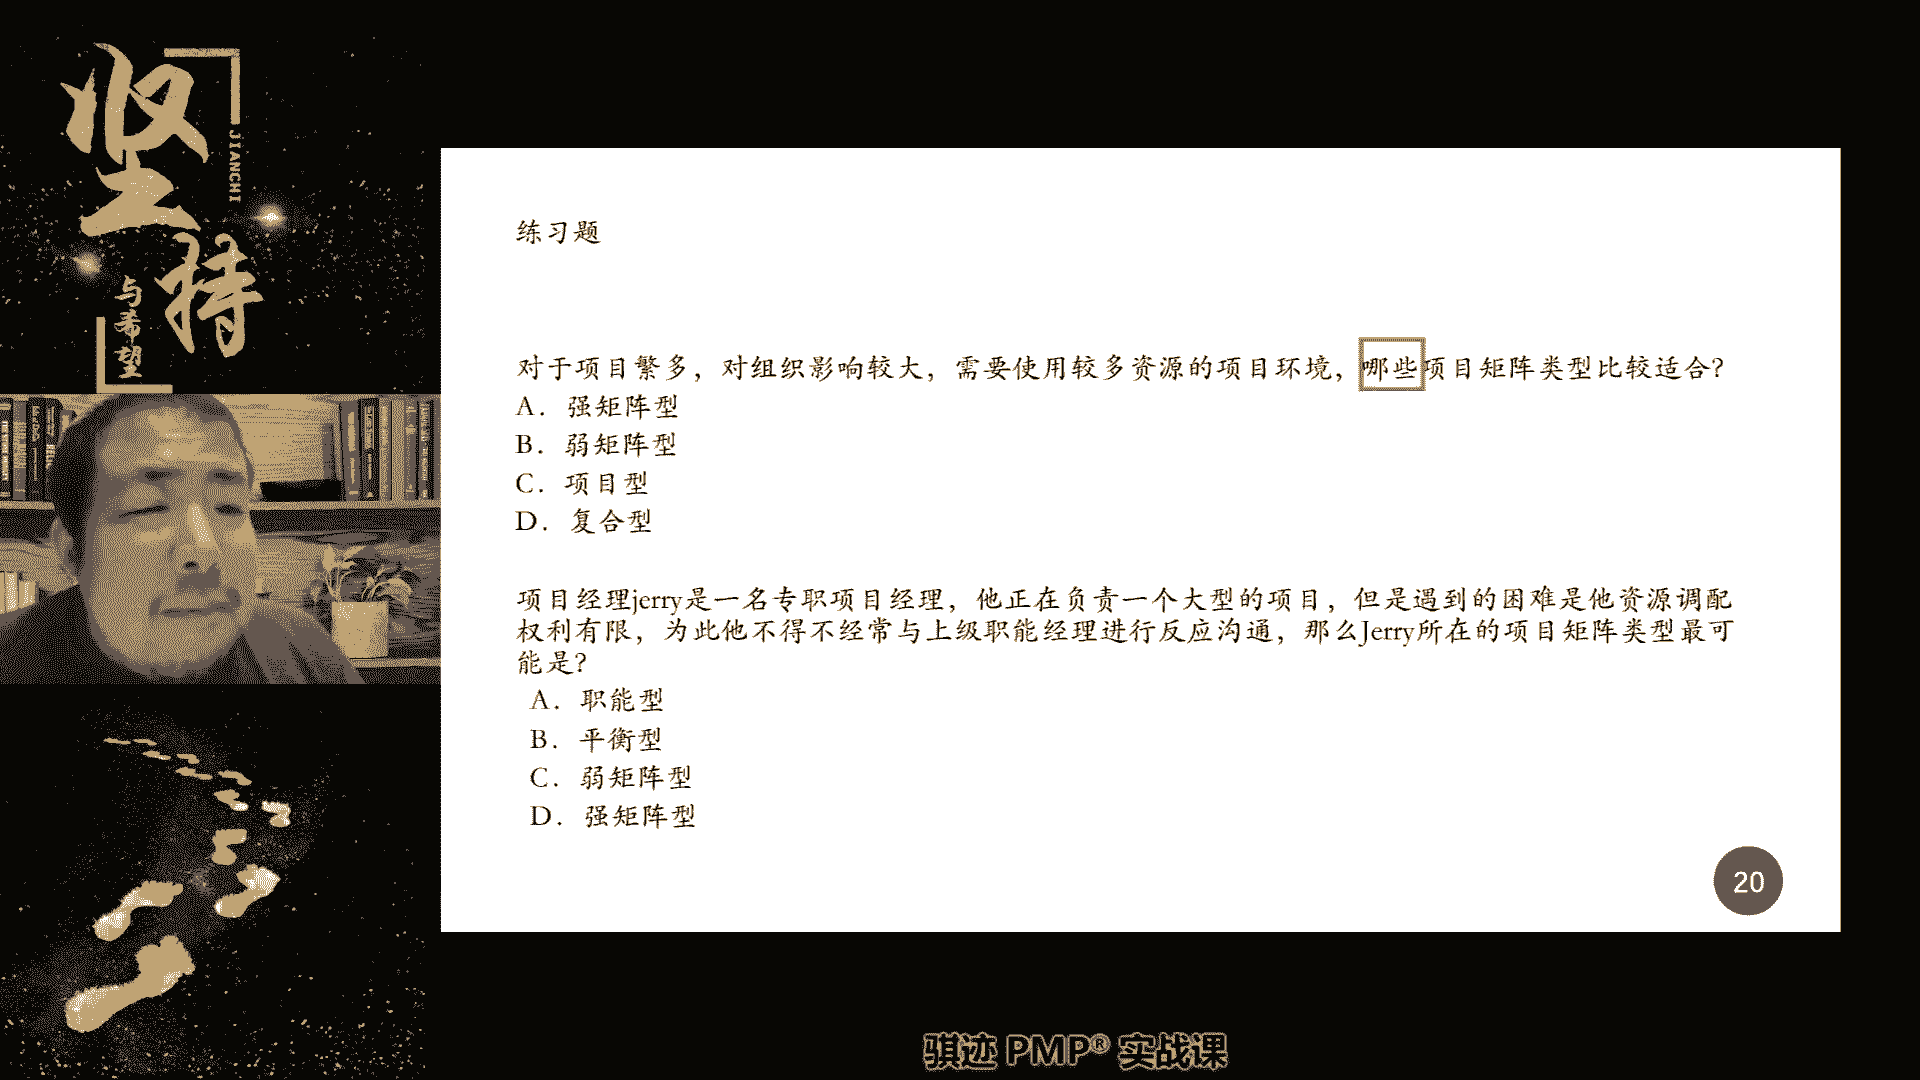 坚持
JIANCHI
与希望
练习题
对于项目繁多，对组织影响较大，需要使用较多资源的项目环境，哪些项目矩阵类型比较适合？
A．强矩阵型
B．弱矩阵型
C．项目型
D．复合型
项目经理jerry是一名专职项目经理，他正在负责一个大型的项目，但是遇到的困难是他资源调配
权利有限，为此他不得不经常与上级职能经理进行反应沟通，那么Jerry所在的项目矩阵类型最可
能是？
A．职能型
B．平衡型
C．弱矩阵型
D．强矩阵型
20
骐迹 PMP® 实战课